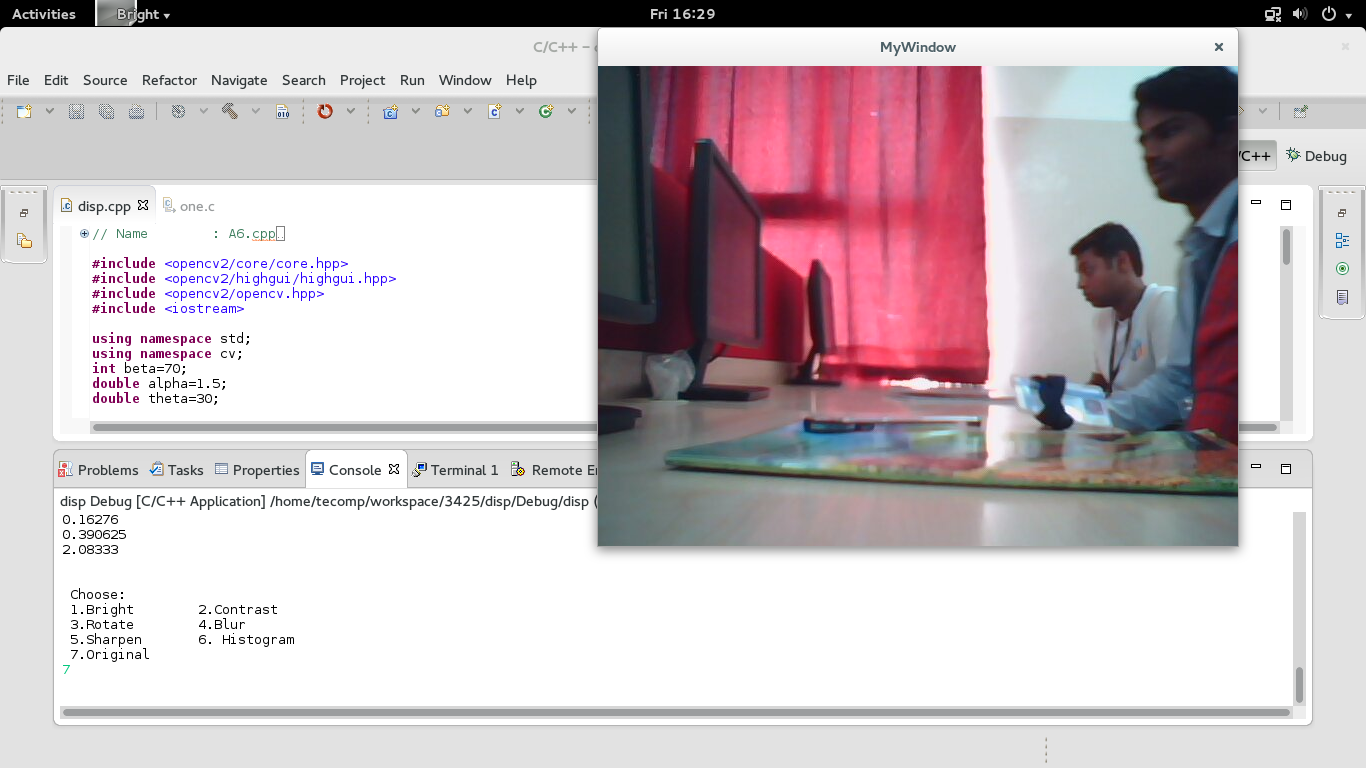 Activities Bright Fri 16:29
C/C++ –
MyWindow
File Edit Source Refactor Navigate Search Project Run Window Help
010
C/C++ Debug
disp.cpp one.c
// Name : A6.cpp
#include <opencv2/core/core.hpp>
#include <opencv2/highgui/highgui.hpp>
#include <opencv2/opencv.hpp>
#include <iostream>
using namespace std;
using namespace cv;
int beta=70;
double alpha=1.5;
double theta=30;
Problems Tasks Properties Console Terminal 1 Remote
disp Debug [C/C++ Application] /home/tecomp/workspace/3425/disp/Debug/disp (
0.16276
0.390625
2.08333
Choose:
1.Bright 2.Contrast
3.Rotate 4.Blur
5.Sharpen 6. Histogram
7.Original
7